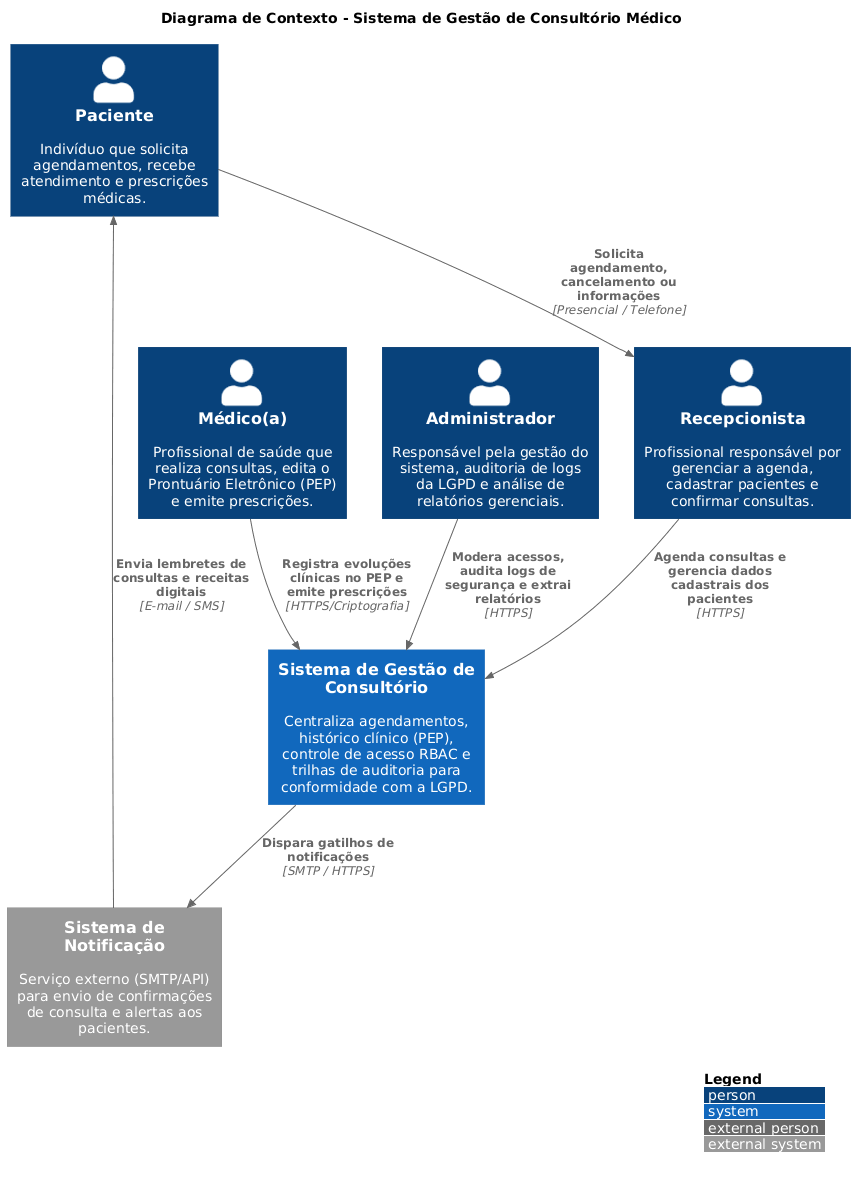 Diagrama de Contexto - Sistema de Gestão de Consultório Médico
Paciente
Indivíduo que solicita
agendamentos, recebe
atendimento e prescrições
médicas.
Solicita
agendamento,
cancelamento ou
informações
[Presencial / Telefone]
Médico(a)
Profissional de saúde que
realiza consultas, edita o
Prontuário Eletrônico (PEP)
e emite prescrições.
Administrador
Responsável pela gestão do
sistema, auditoria de logs
da LGPD e análise de
relatórios gerenciais.
Recepcionista
Profissional responsável por
gerenciar a agenda,
cadastrar pacientes e
confirmar consultas.
Envia lembretes de
consultas e receitas
digitais
[E-mail / SMS]
Registra evoluções
clínicas no PEP e
emite prescrições
[HTTPS/Criptografia]
Modera acessos,
audita logs de
segurança e extrai
relatórios
[HTTPS]
Agenda consultas e
gerencia dados
cadastrais dos
pacientes
[HTTPS]
Sistema de Gestão de
Consultório
Centraliza agendamentos,
histórico clínico (PEP),
controle de acesso RBAC e
trilhas de auditoria para
conformidade com a LGPD.
Dispara gatilhos de
notificações
[SMTP / HTTPS]
Sistema de
Notificação
Serviço externo (SMTP/API)
para envio de confirmações
de consulta e alertas aos
pacientes.
Legend
person
system
external person
external system